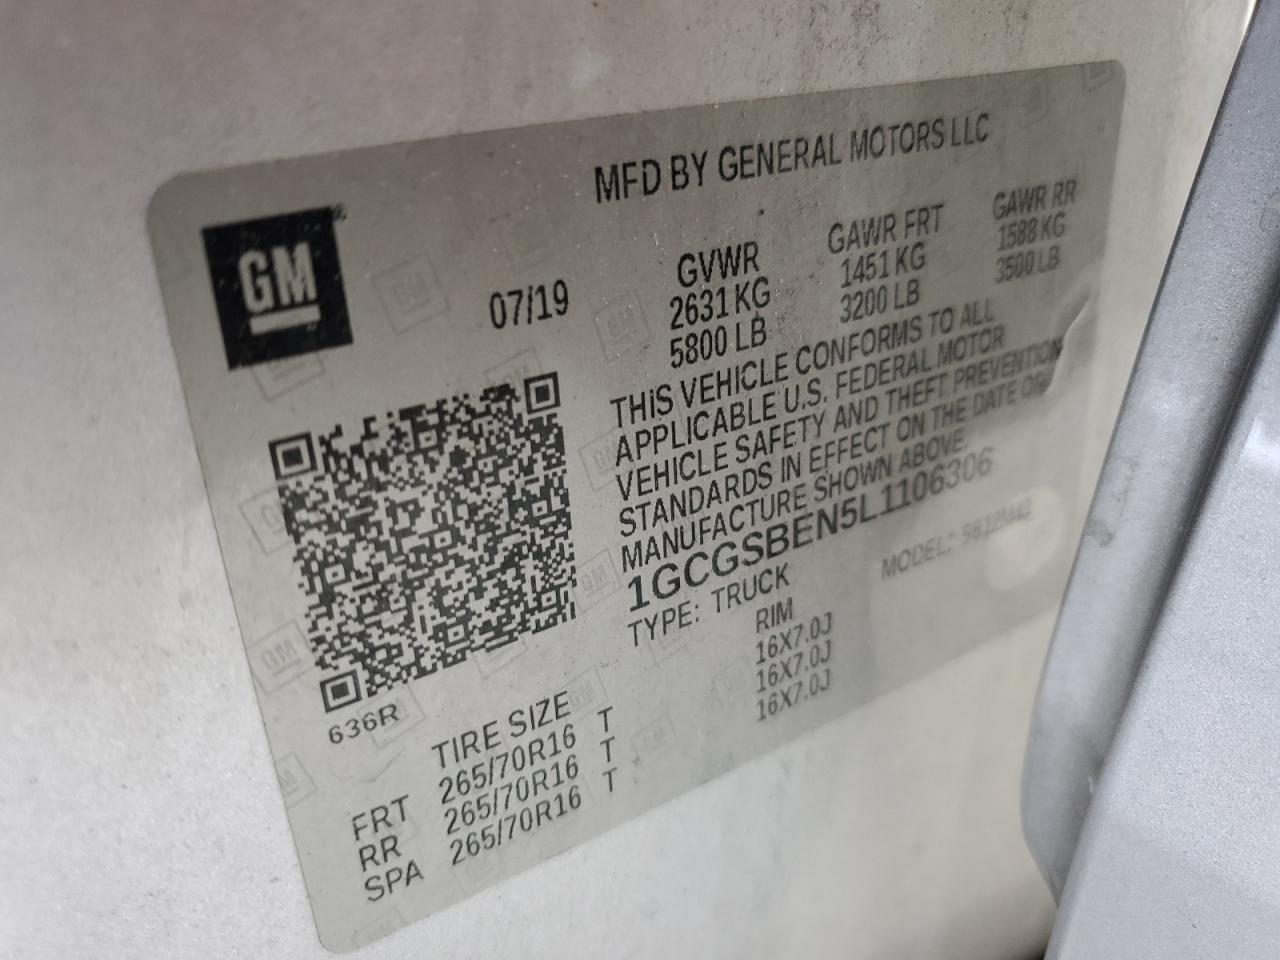 GM
MFD BY GENERAL MOTORS LLC
07/19
GVWR GAWR FRT GAWR RR
2631 KG 1451 KG 1588 KG
5800 LB 3200 LB 3500 LB
THIS VEHICLE CONFORMS TO ALL
APPLICABLE U.S. FEDERAL MOTOR
VEHICLE SAFETY AND THEFT PREVENTION
STANDARDS IN EFFECT ON THE DATE OF
MANUFACTURE SHOWN ABOVE.
1GCGSBEN5L1106306
TYPE: TRUCK MODEL:
636R
TIRE SIZE RIM
FRT 265/70R16 T 16X7.0J
RR 265/70R16 T 16X7.0J
SPA 265/70R16 T 16X7.0J